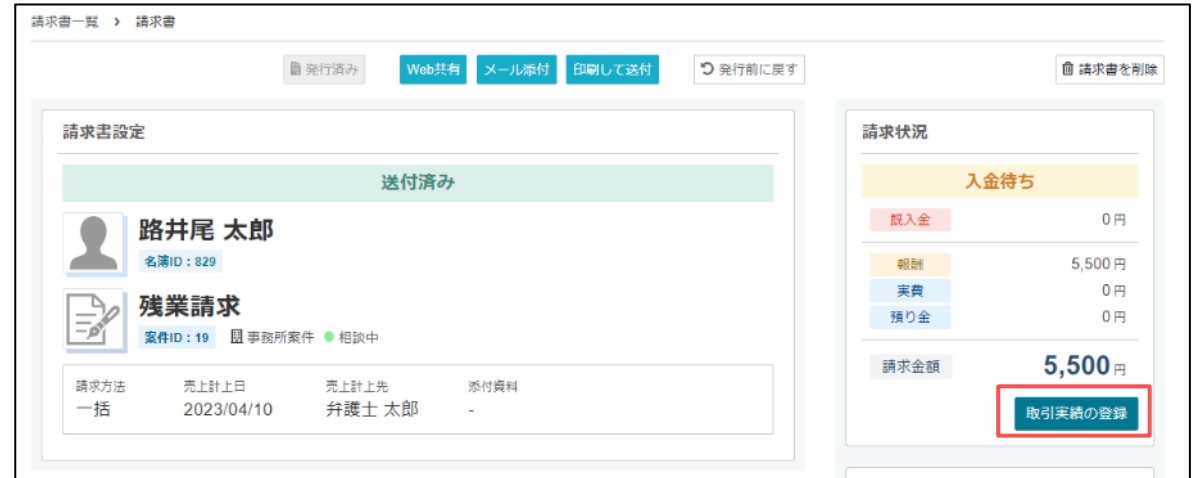 請求書一覧 › 請求書
発行済み Web共有 メール添付 印刷して送付 発行前に戻す 請求書を削除
請求書設定
送付済み
路井尾 太郎
名簿ID：829
残業請求
案件ID：19 事務所案件 相談中
請求方法 売上計上日 売上計上先 添付資料
一括 2023/04/10 弁護士 太郎 -
請求状況
入金待ち
既入金 0 円
報酬 5,500 円
実費 0 円
預り金 0 円
請求金額 5,500 円
取引実績の登録